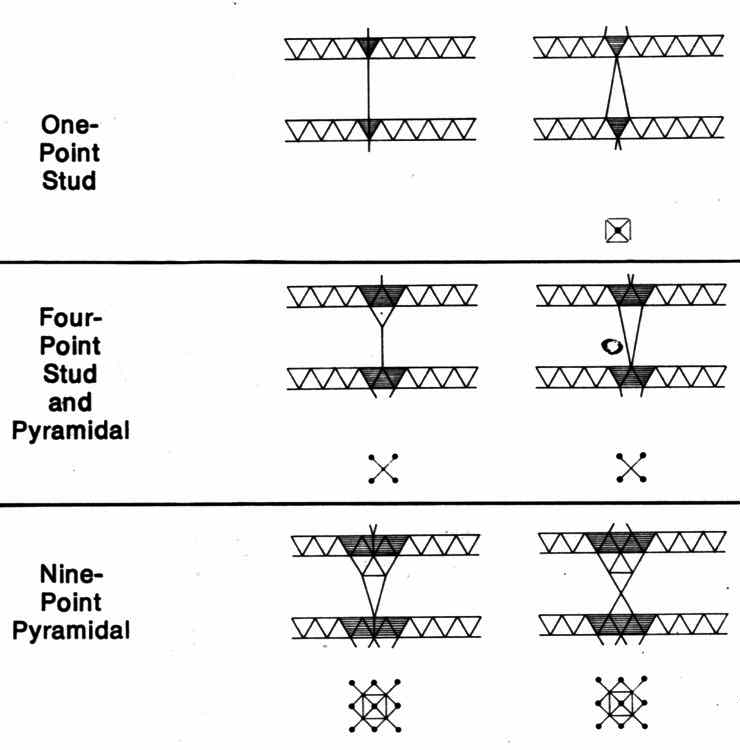 One-
Point
Stud
Four-
Point
Stud
and
Pyramidal
Nine-
Point
Pyramidal